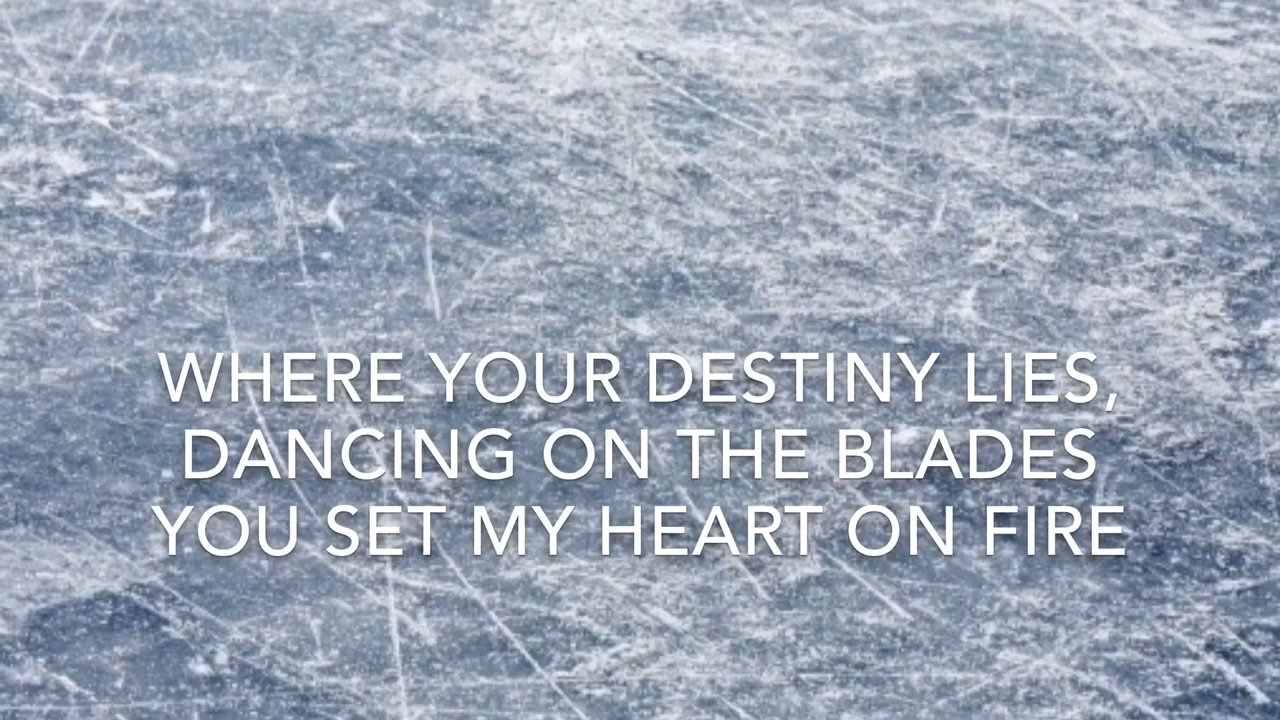 WHERE YOUR DESTINY LIES,
DANCING ON THE BLADES
YOU SET MY HEART ON FIRE